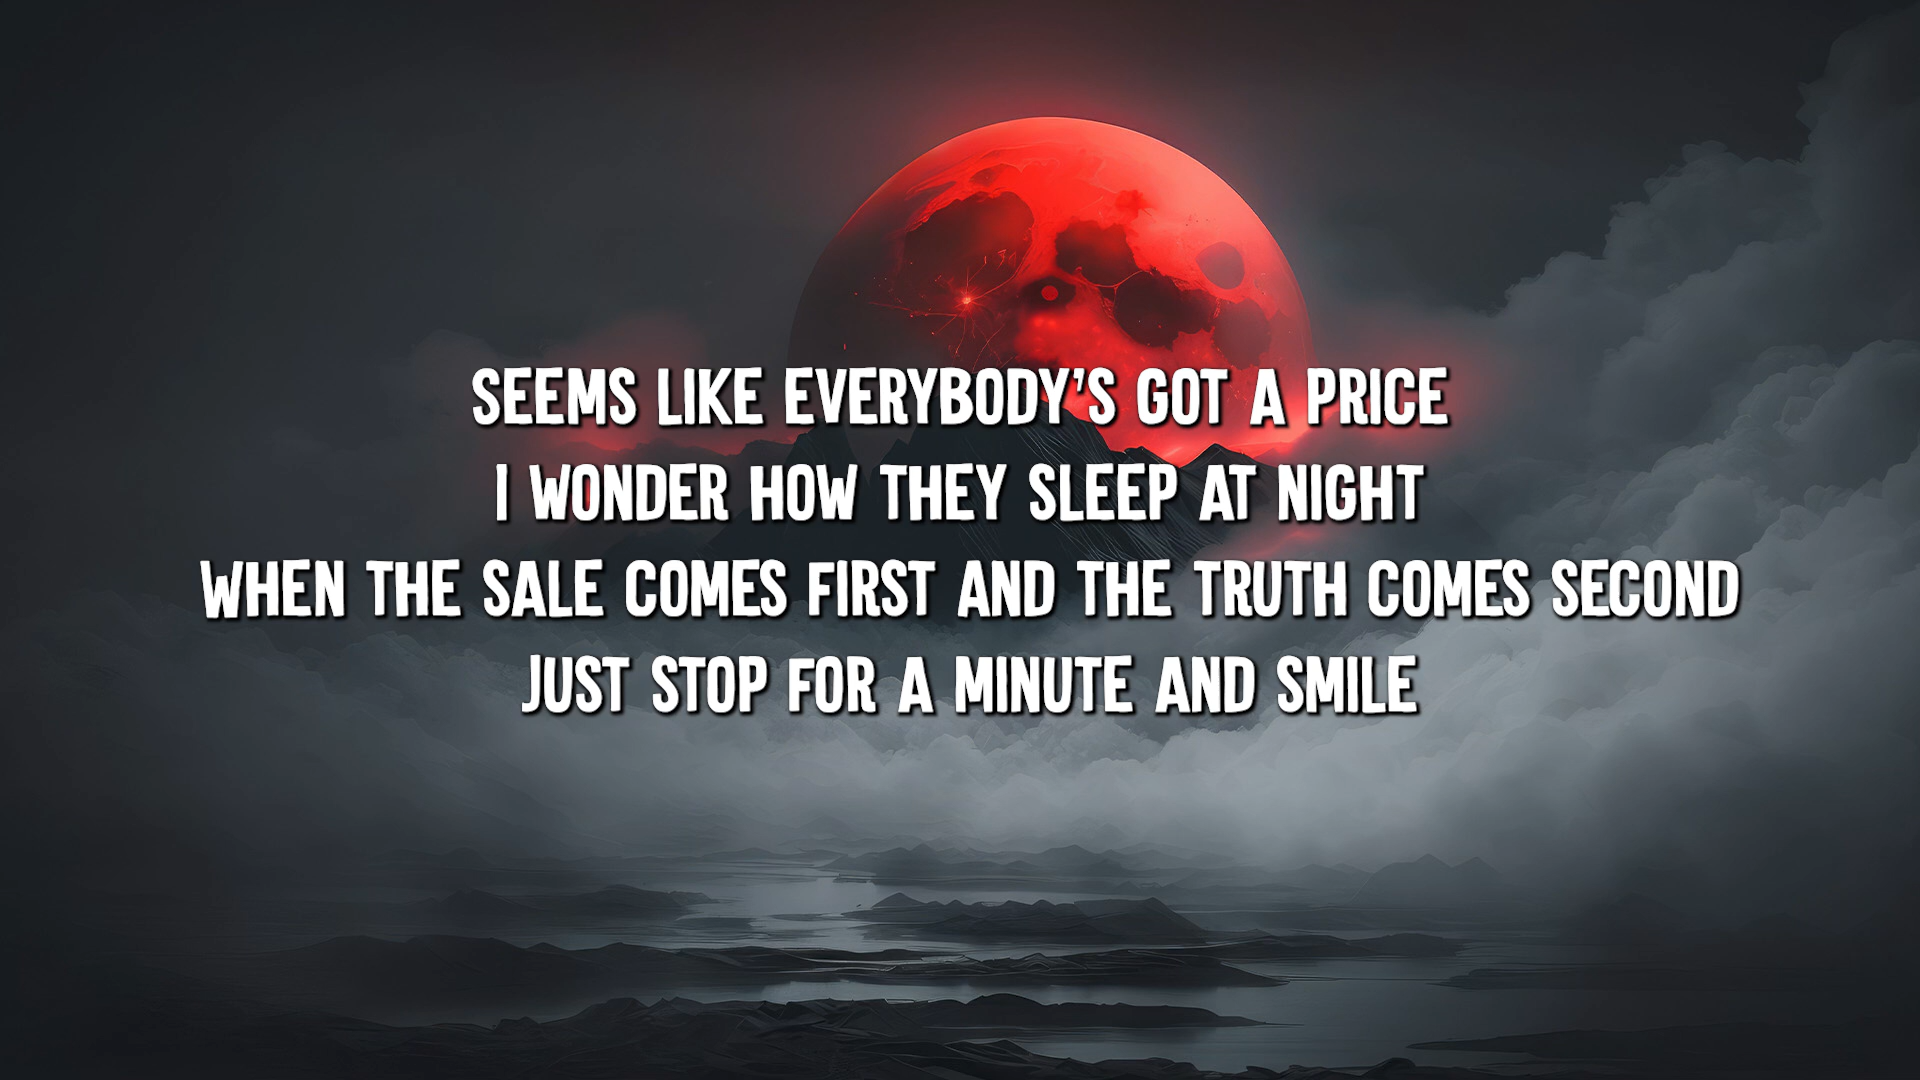 SEEMS LIKE EVERYBODY'S GOT A PRICE
I WONDER HOW THEY SLEEP AT NIGHT
WHEN THE SALE COMES FIRST AND THE TRUTH COMES SECOND
JUST STOP FOR A MINUTE AND SMILE